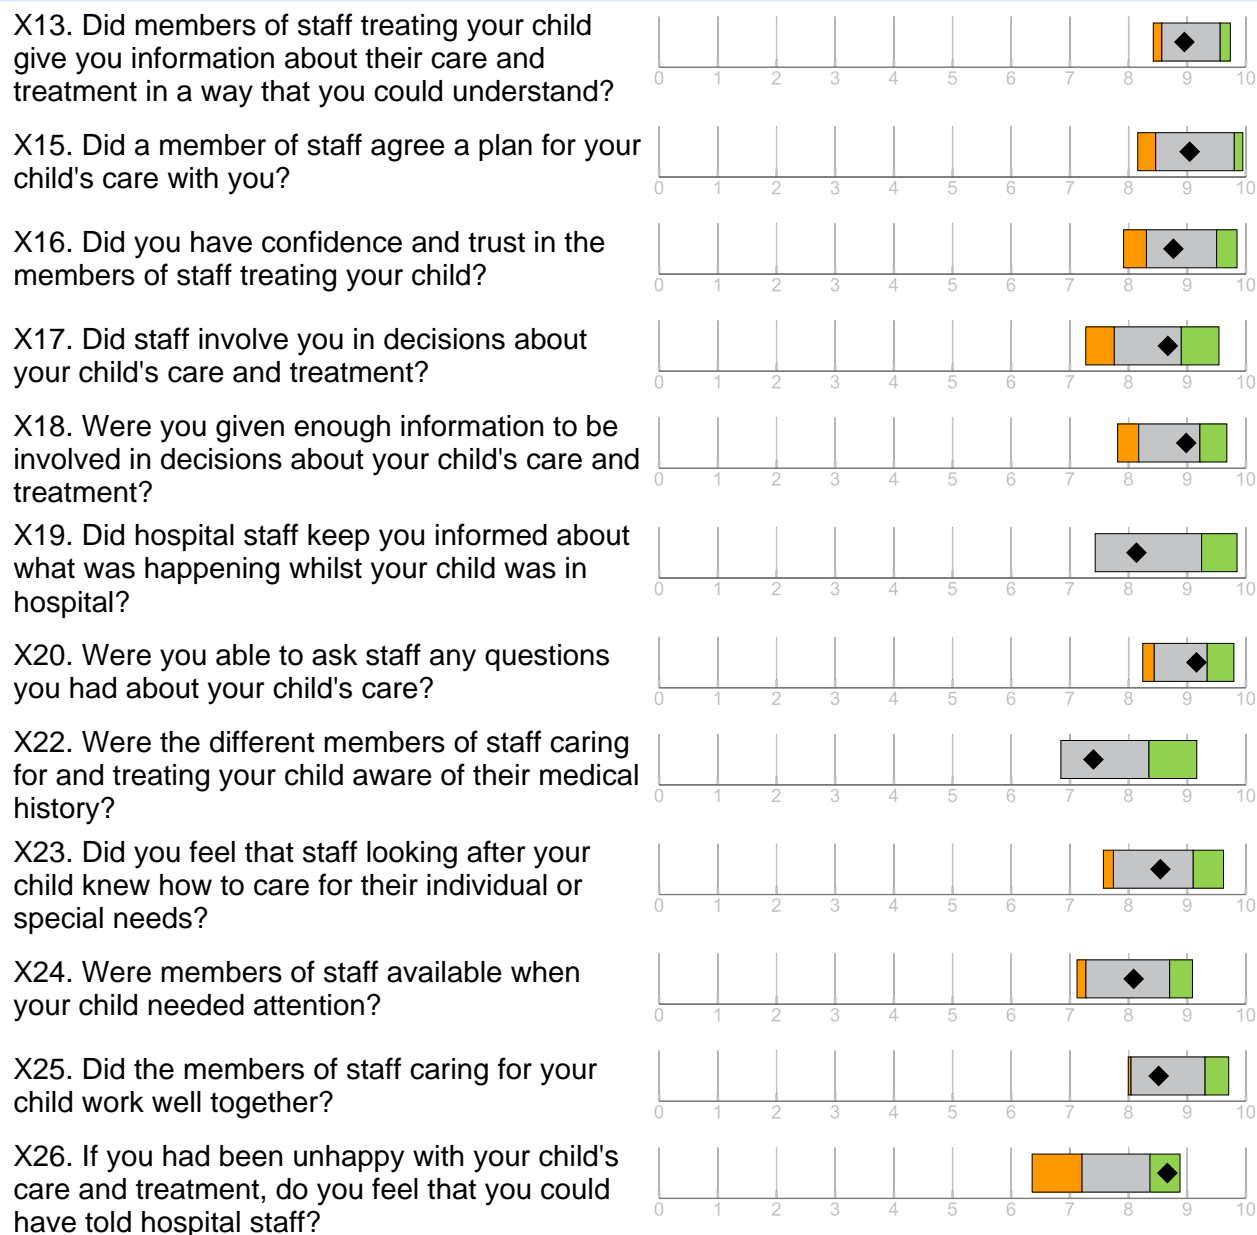 X13. Did members of staff treating your child
give you information about their care and
treatment in a way that you could understand?
0 1 2 3 4 5 6 7 8 9 10
X15. Did a member of staff agree a plan for your
child's care with you?
0 1 2 3 4 5 6 7 8 9 10
X16. Did you have confidence and trust in the
members of staff treating your child?
0 1 2 3 4 5 6 7 8 9 10
X17. Did staff involve you in decisions about
your child's care and treatment?
0 1 2 3 4 5 6 7 8 9 10
X18. Were you given enough information to be
involved in decisions about your child's care and
treatment?
0 1 2 3 4 5 6 7 8 9 10
X19. Did hospital staff keep you informed about
what was happening whilst your child was in
hospital?
0 1 2 3 4 5 6 7 8 9 10
X20. Were you able to ask staff any questions
you had about your child's care?
0 1 2 3 4 5 6 7 8 9 10
X22. Were the different members of staff caring
for and treating your child aware of their medical
history?
0 1 2 3 4 5 6 7 8 9 10
X23. Did you feel that staff looking after your
child knew how to care for their individual or
special needs?
0 1 2 3 4 5 6 7 8 9 10
X24. Were members of staff available when
your child needed attention?
0 1 2 3 4 5 6 7 8 9 10
X25. Did the members of staff caring for your
child work well together?
0 1 2 3 4 5 6 7 8 9 10
X26. If you had been unhappy with your child's
care and treatment, do you feel that you could
have told hospital staff?
0 1 2 3 4 5 6 7 8 9 10